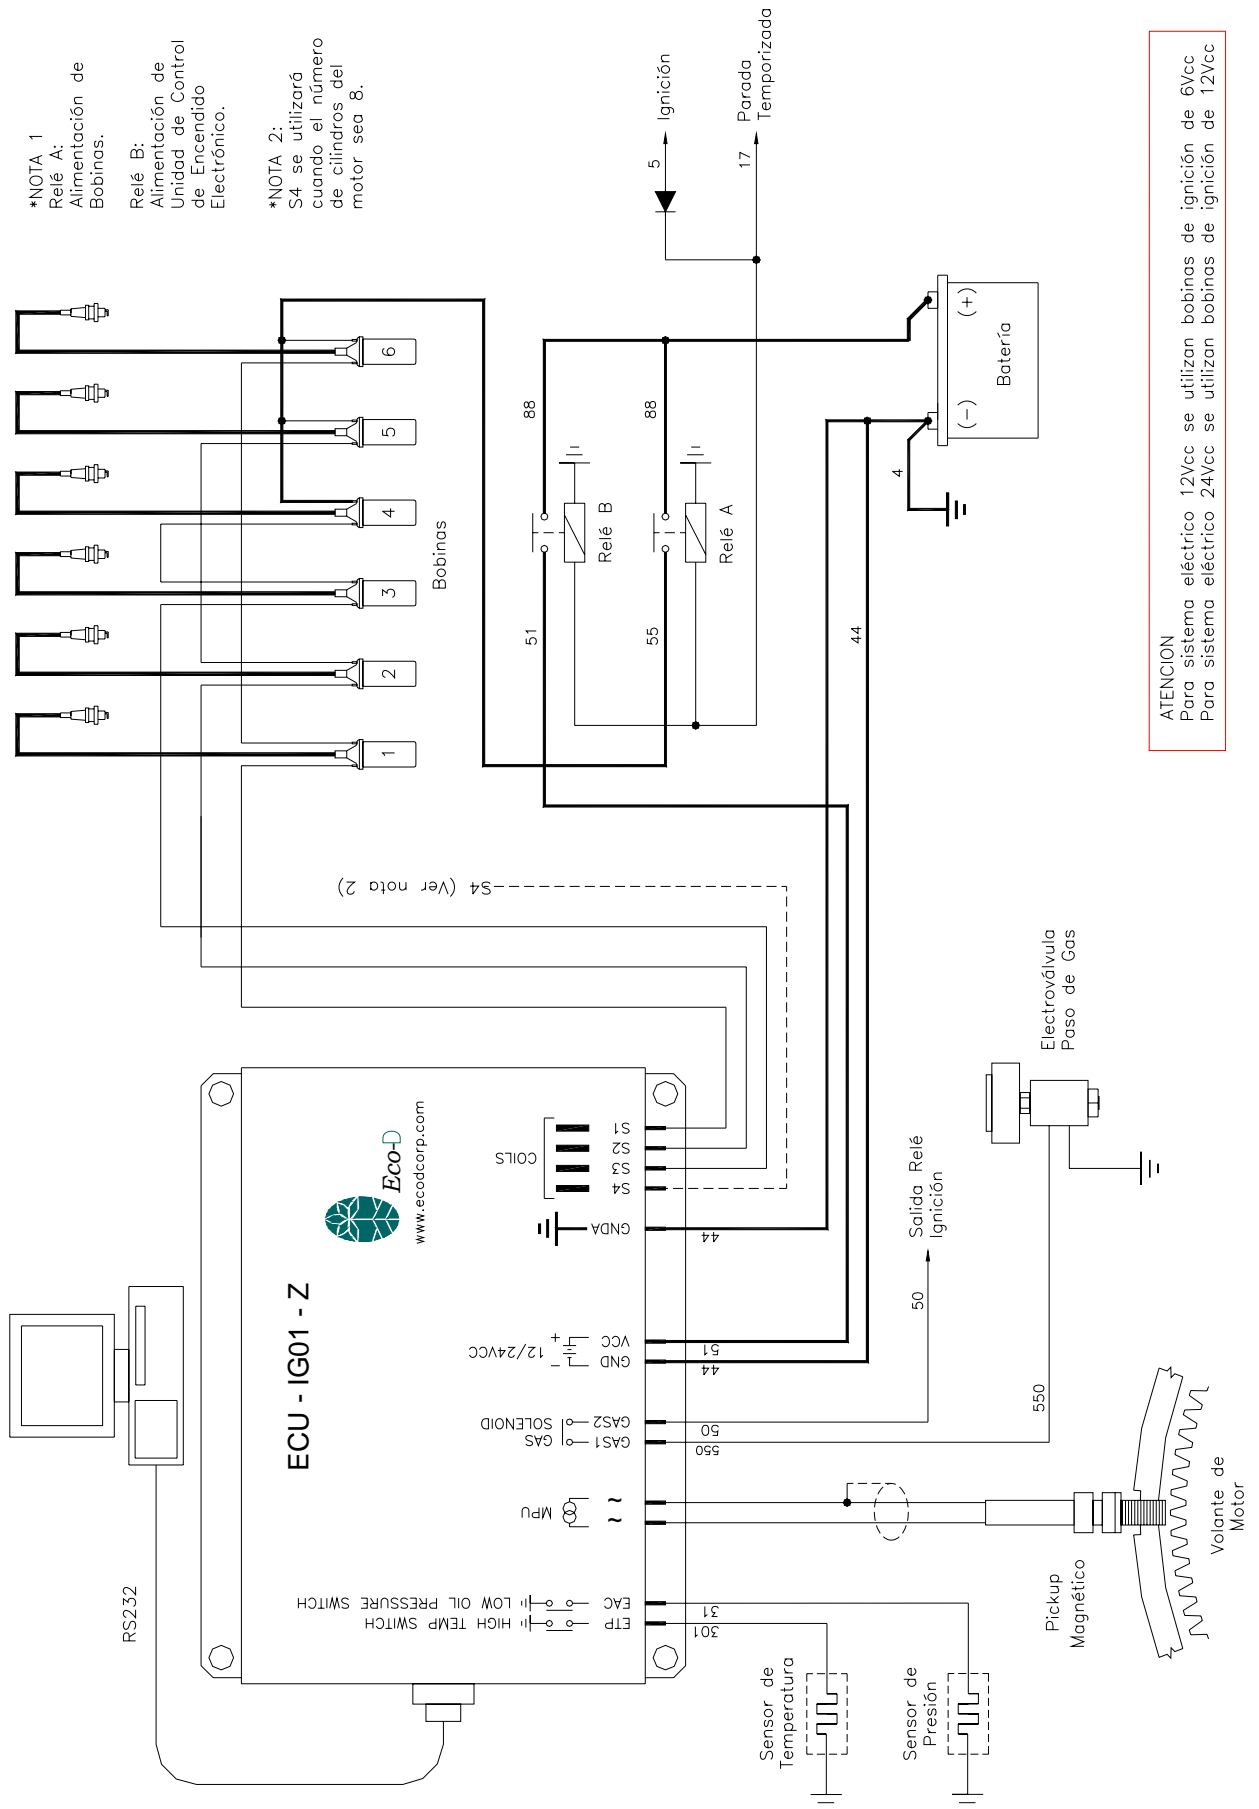 *NOTA 1
Relé A:
Alimentación de
Bobinas.
Relé B:
Alimentación de
Unidad de Control
de Encendido
Electrónico.
*NOTA 2:
S4 se utilizará
cuando el número
de cilindros del
motor sea 8.
5
Ignición
17
Parada
Temporizada
1
2
3
4
5
6
Bobinas
88
88
Relé B
Relé A
51
55
44
4
(-)
(+)
Batería
S4 (Ver nota 2)
ATENCION
Para sistema eléctrico 12Vcc se utilizan bobinas de ignición de 6Vcc
Para sistema eléctrico 24Vcc se utilizan bobinas de ignición de 12Vcc
RS232
ECU - IG01 - Z
Eco-D
www.ecodcorp.com
HIGH TEMP SWITCH
LOW OIL PRESSURE SWITCH
ETP
EAC
MPU
~
~
GAS
SOLENOID
GAS1
GAS2
12/24VCC
-
+
GND
VCC
GNDA
COILS
S4
S3
S2
S1
301
31
550
50
44
51
44
50
Salida Relé
Ignición
550
Electroválvula
Paso de Gas
Sensor de
Temperatura
Sensor de
Presión
Pickup
Magnético
Volante de
Motor